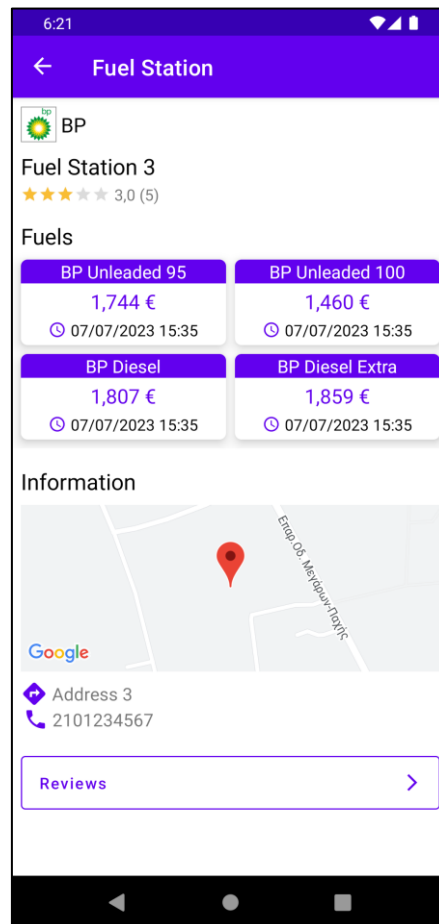 6:21
Fuel Station
bp
BP
Fuel Station 3
3,0 (5)
Fuels
BP Unleaded 95
1,744 €
07/07/2023 15:35
BP Unleaded 100
1,460 €
07/07/2023 15:35
BP Diesel
1,807 €
07/07/2023 15:35
BP Diesel Extra
1,859 €
07/07/2023 15:35
Information
Επαρ.Οδ. Μεγάρων-Παχής
Google
Address 3
2101234567
Reviews